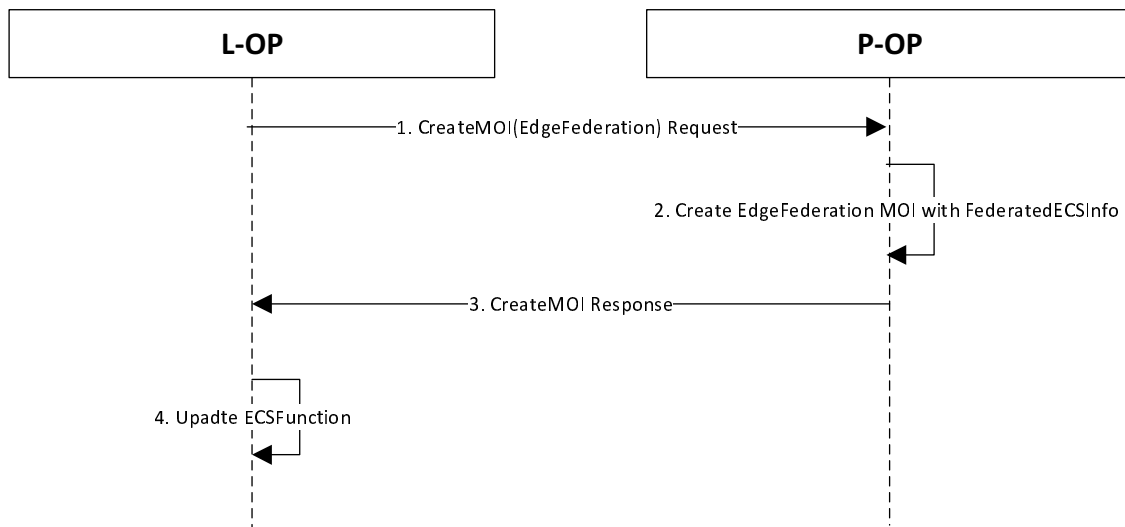 L-OP
P-OP
1. CreateMOI(EdgeFederation) Request
2. Create EdgeFederation MOI with FederatedECSInfo
3. CreateMOI Response
4. Upadte ECSFunction